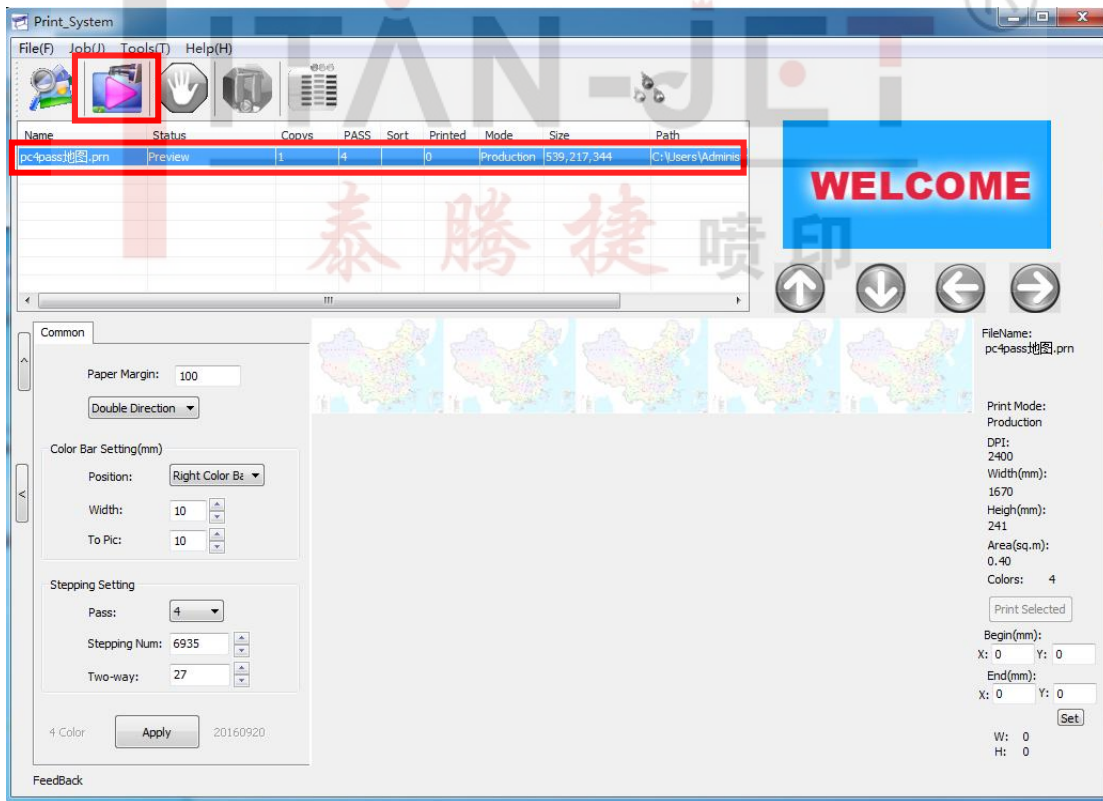 Print_System
TITAN-JET
®
File(F) Job(J) Tools(T) Help(H)
Name Status Copys PASS Sort Printed Mode Size Path
pc4pass地图.prn Preview 1 4 0 Production 539,217,344 C:\Users\Adminis
WELCOME
泰腾捷喷印
Common
FileName:
pc4pass地图.prn
Paper Margin: 100
Double Direction
Print Mode:
Production
Color Bar Setting(mm)
DPI:
2400
Position: Right Color Ba
Width(mm):
1670
Width: 10
Heigh(mm):
241
To Pic: 10
Area(sq.m):
0.40
Stepping Setting
Colors: 4
Pass: 4
Print Selected
Stepping Num: 6935
Begin(mm):
X: 0 Y: 0
Two-way: 27
End(mm):
X: 0 Y: 0
Set
4 Color Apply 20160920
W: 0
H: 0
FeedBack